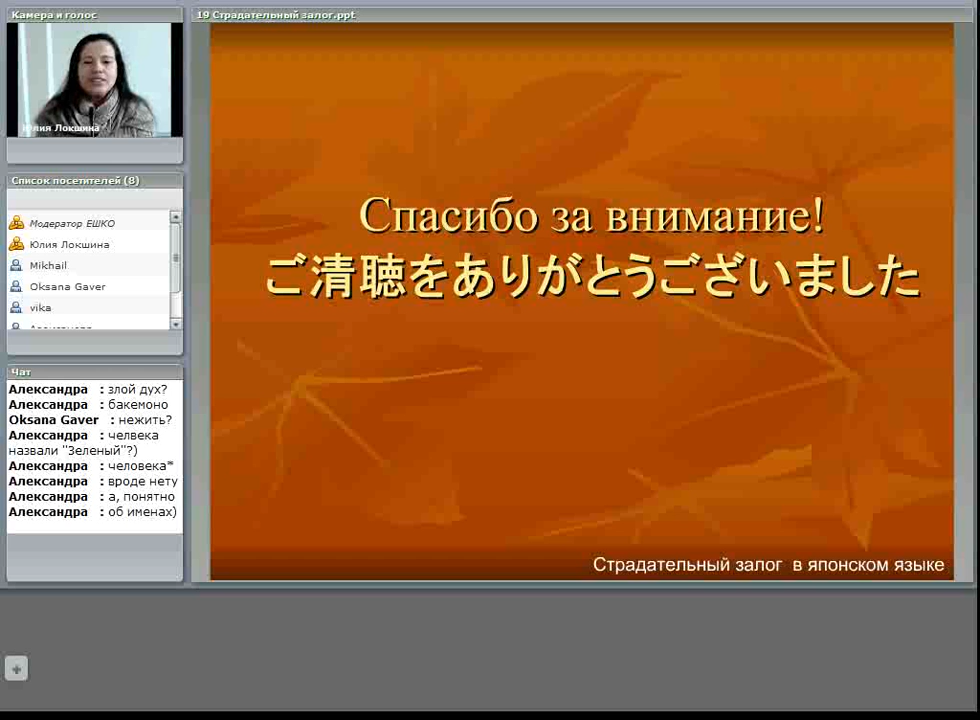 Камера и голос
Юлия Локшина
Список посетителей (8)
Модератор ЕШКО
Юлия Локшина
Mikhail
Oksana Gaver
vika
Чат
Александра : злой дух?
Александра : бакемоно
Oksana Gaver : нежить?
Александра : челвека
назвали "Зеленый"?)
Александра : человека*
Александра : вроде нету
Александра : а, понятно
Александра : об именах)
19 Страдательный залог.ppt
Спасибо за внимание!
ご清聴をありがとうございました
Страдательный залог в японском языке